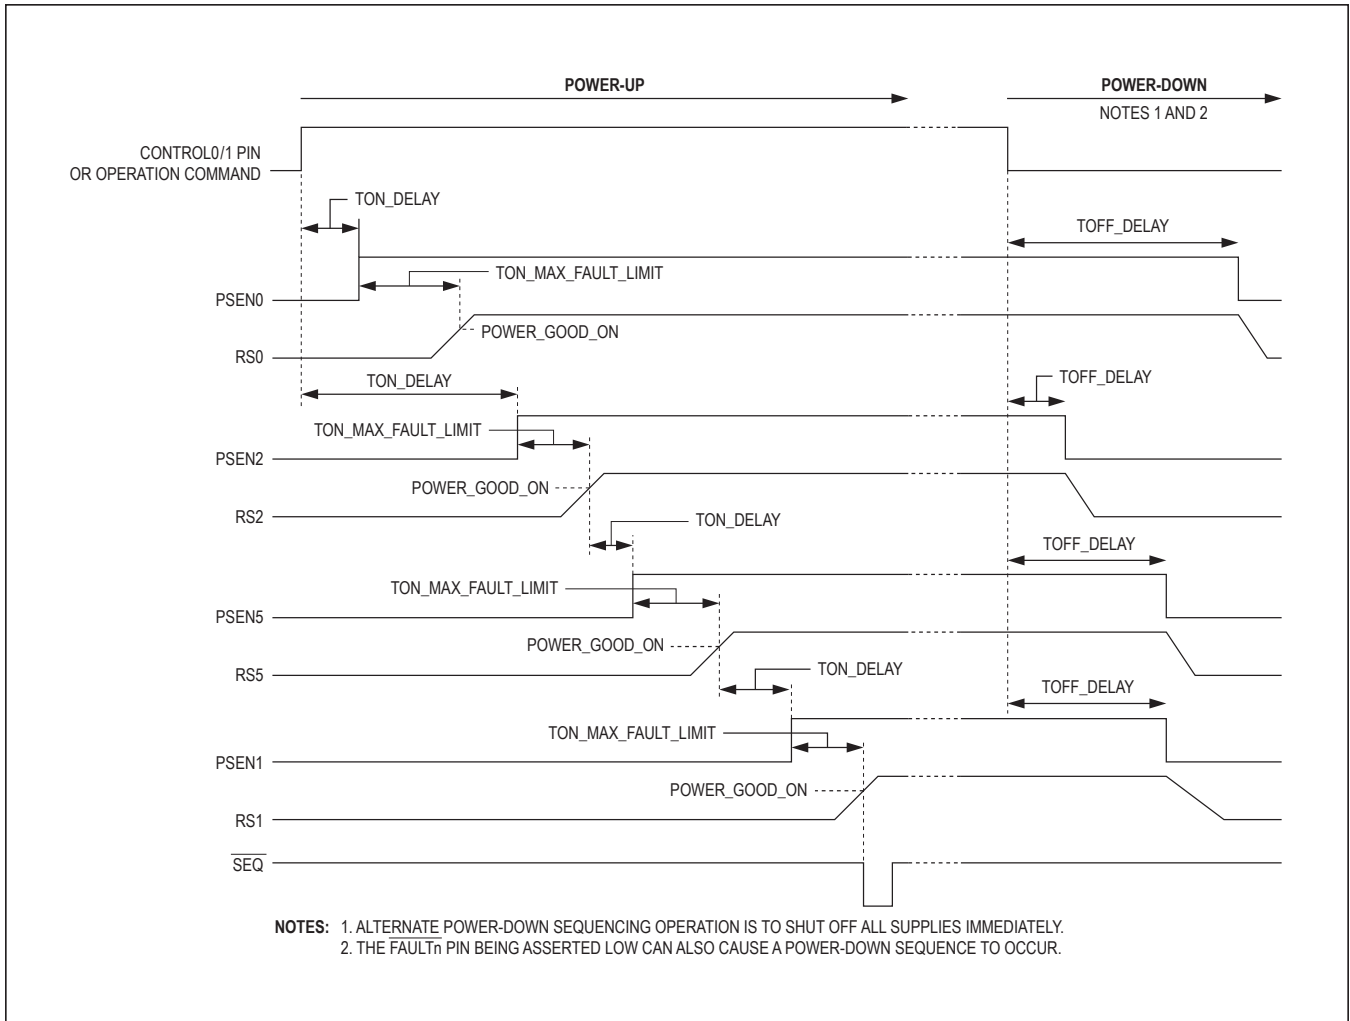 POWER-UP
POWER-DOWN
NOTES 1 AND 2
CONTROL0/1 PIN
OR OPERATION COMMAND
TON_DELAY
TOFF_DELAY
TON_MAX_FAULT_LIMIT
PSEN0
POWER_GOOD_ON
RS0
TON_DELAY
TOFF_DELAY
TON_MAX_FAULT_LIMIT
PSEN2
POWER_GOOD_ON
RS2
TON_DELAY
TOFF_DELAY
TON_MAX_FAULT_LIMIT
PSEN5
POWER_GOOD_ON
RS5
TON_DELAY
TOFF_DELAY
TON_MAX_FAULT_LIMIT
PSEN1
POWER_GOOD_ON
RS1
SEQ
NOTES: 1. ALTERNATE POWER-DOWN SEQUENCING OPERATION IS TO SHUT OFF ALL SUPPLIES IMMEDIATELY.
2. THE FAULTn PIN BEING ASSERTED LOW CAN ALSO CAUSE A POWER-DOWN SEQUENCE TO OCCUR.